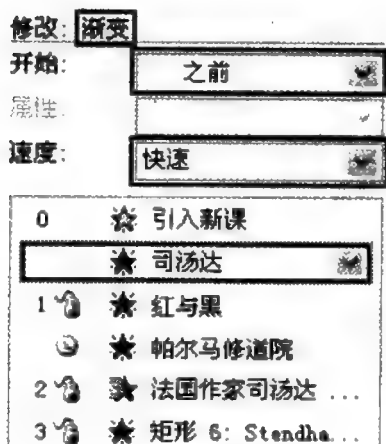 修改: 渐变
开始: 之前
属性:
速度: 快速
0 引入新课
司汤达
1 红与黑
帕尔马修道院
2 法国作家司汤达 ...
3 矩形 6: Stendha...